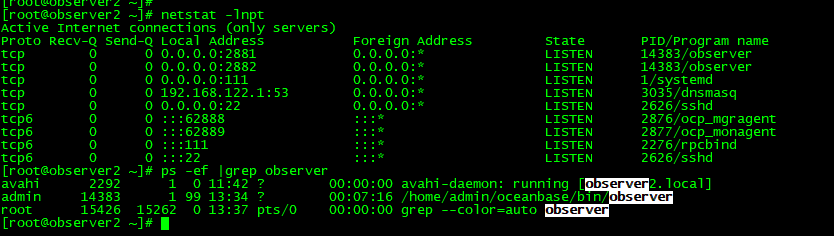 [root@observer2 ~]#
[root@observer2 ~]# netstat -lnpt
Active Internet connections (only servers)
Proto Recv-Q Send-Q Local Address Foreign Address State PID/Program name
tcp 0 0 0.0.0.0:2881 0.0.0.0:* LISTEN 14383/observer
tcp 0 0 0.0.0.0:2882 0.0.0.0:* LISTEN 14383/observer
tcp 0 0 0.0.0.0:111 0.0.0.0:* LISTEN 1/systemd
tcp 0 0 192.168.122.1:53 0.0.0.0:* LISTEN 3035/dnsmasq
tcp 0 0 0.0.0.0:22 0.0.0.0:* LISTEN 2626/sshd
tcp6 0 0 :::62888 :::* LISTEN 2876/ocp_mgragent
tcp6 0 0 :::62889 :::* LISTEN 2877/ocp_monagent
tcp6 0 0 :::111 :::* LISTEN 2276/rpcbind
tcp6 0 0 :::22 :::* LISTEN 2626/sshd
[root@observer2 ~]# ps -ef |grep observer
avahi 2292 1 0 11:42 ? 00:00:00 avahi-daemon: running [observer2.local]
admin 14383 1 99 13:34 ? 00:07:16 /home/admin/oceanbase/bin/observer
root 15426 15262 0 13:37 pts/0 00:00:00 grep --color=auto observer
[root@observer2 ~]#